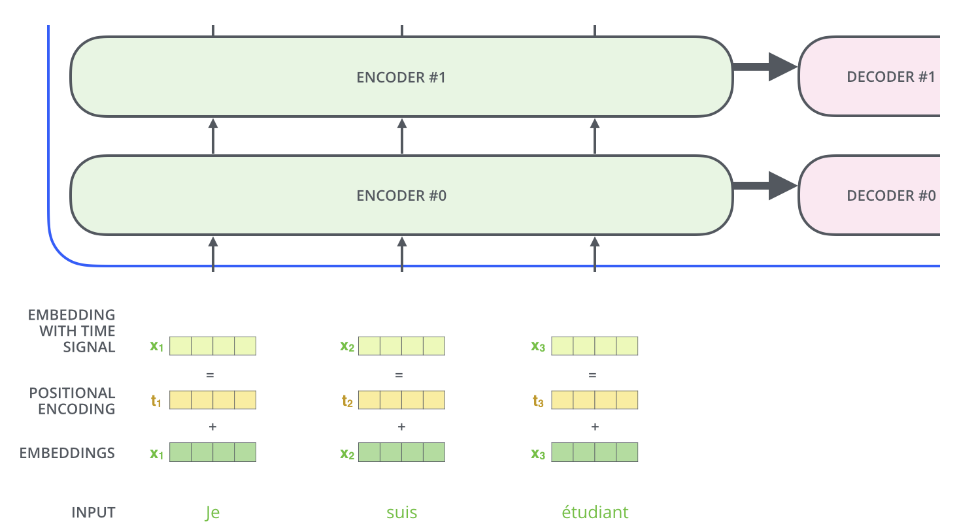 ENCODER #1
DECODER #1
ENCODER #0
DECODER #0
EMBEDDING
WITH TIME
SIGNAL
x1
x2
x3
=
=
=
POSITIONAL
ENCODING
t1
t2
t3
+
+
+
EMBEDDINGS
x1
x2
x3
INPUT
Je
suis
étudiant